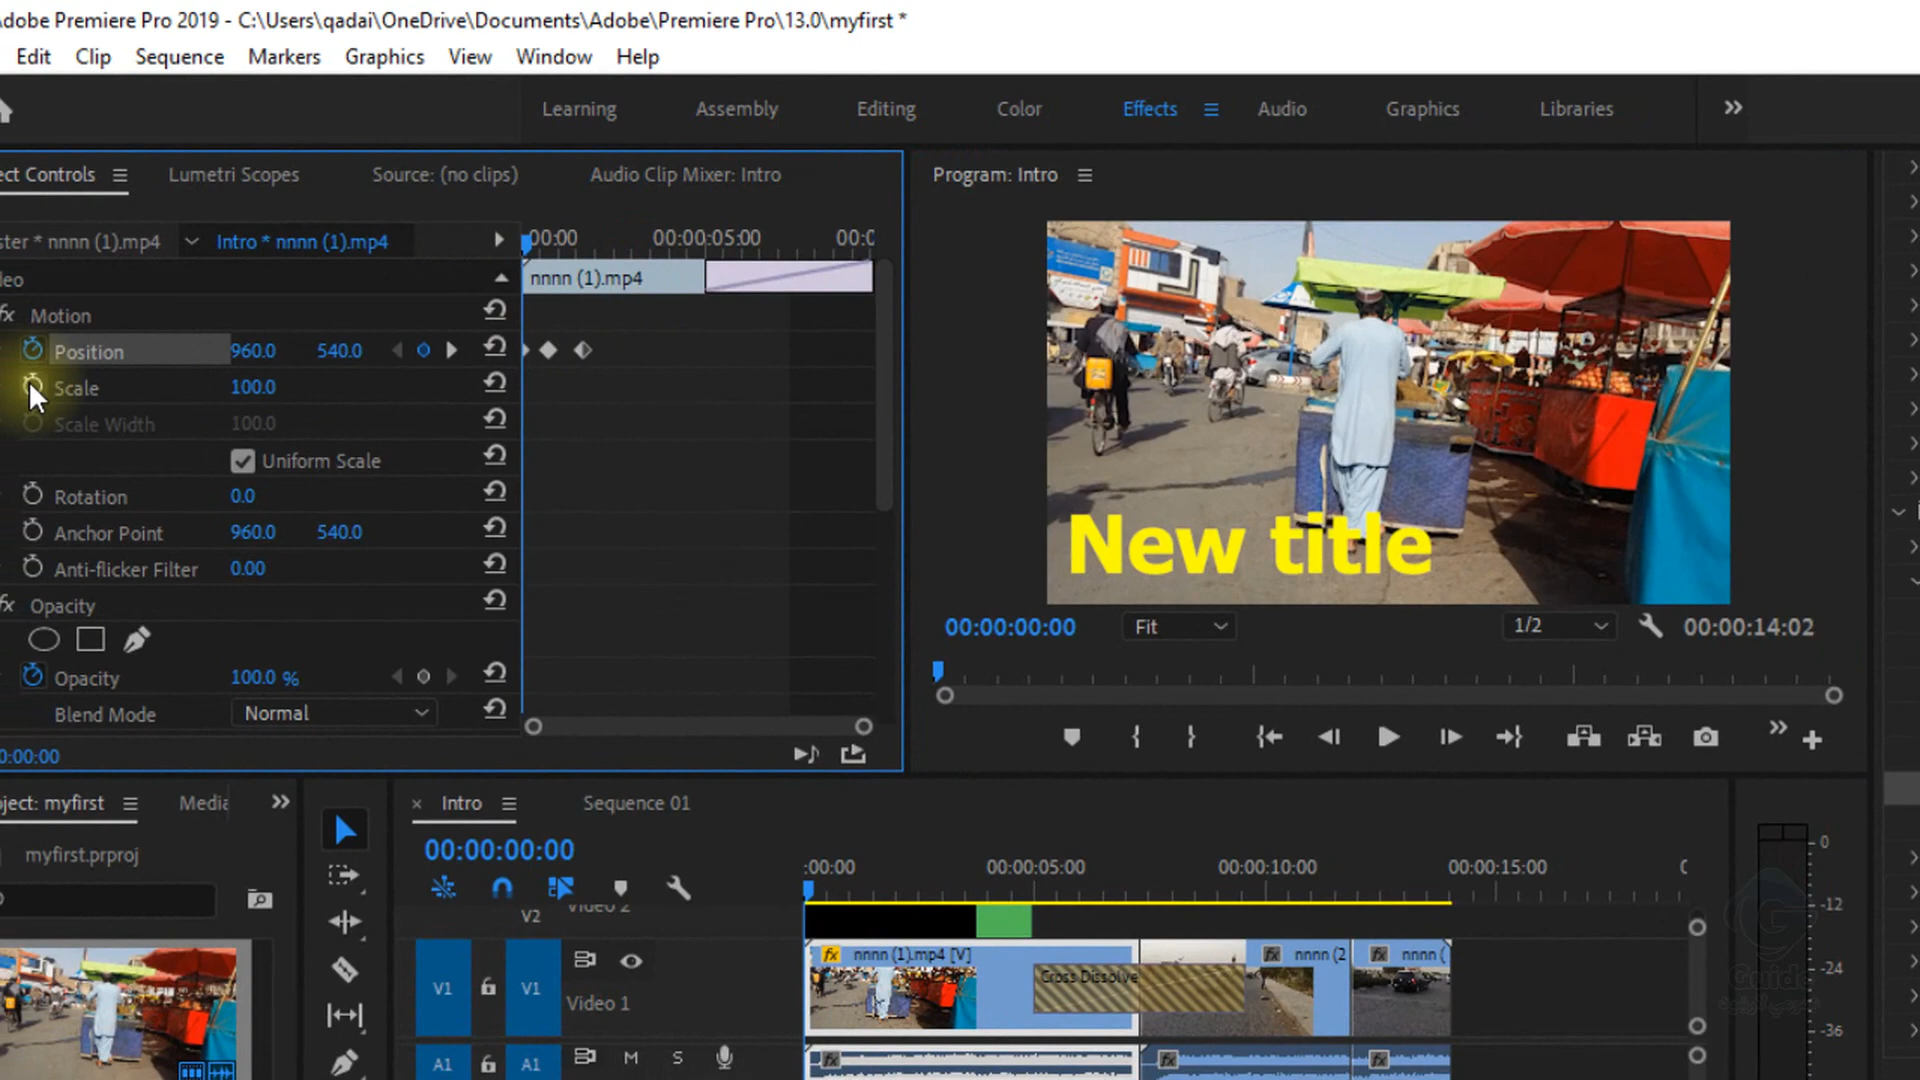 dobe Premiere Pro 2019 - C:\Users\qadai\OneDrive\Documents\Adobe\Premiere Pro\13.0\myfirst *
Edit Clip Sequence Markers Graphics View Window Help
Learning Assembly Editing Color Effects Audio Graphics Libraries
ect Controls Lumetri Scopes Source: (no clips) Audio Clip Mixer: Intro
Program: Intro
ster * nnnn (1).mp4 Intro * nnnn (1).mp4
00:00 00:00:05:00 00:0
deo
nnnn (1).mp4
fx Motion
Position 960.0 540.0
Scale 100.0
Scale Width 100.0
Uniform Scale
Rotation 0.0
Anchor Point 960.0 540.0
Anti-flicker Filter 0.00
fx Opacity
Opacity 100.0 %
Blend Mode Normal
0:00:00
New title
00:00:00:00 Fit 1/2 00:00:14:02
ject: myfirst Media
myfirst.prproj
Intro Sequence 01
00:00:00:00
:00:00 00:00:05:00 00:00:10:00 00:00:15:00
V2 Video 2
fx nnnn (1).mp4 [V] fx nnnn (2 fx nnnn (
Cross Dissolve
V1 V1
Video 1
A1 A1 M S
fx fx fx
0
-12
-24
-36
Guide